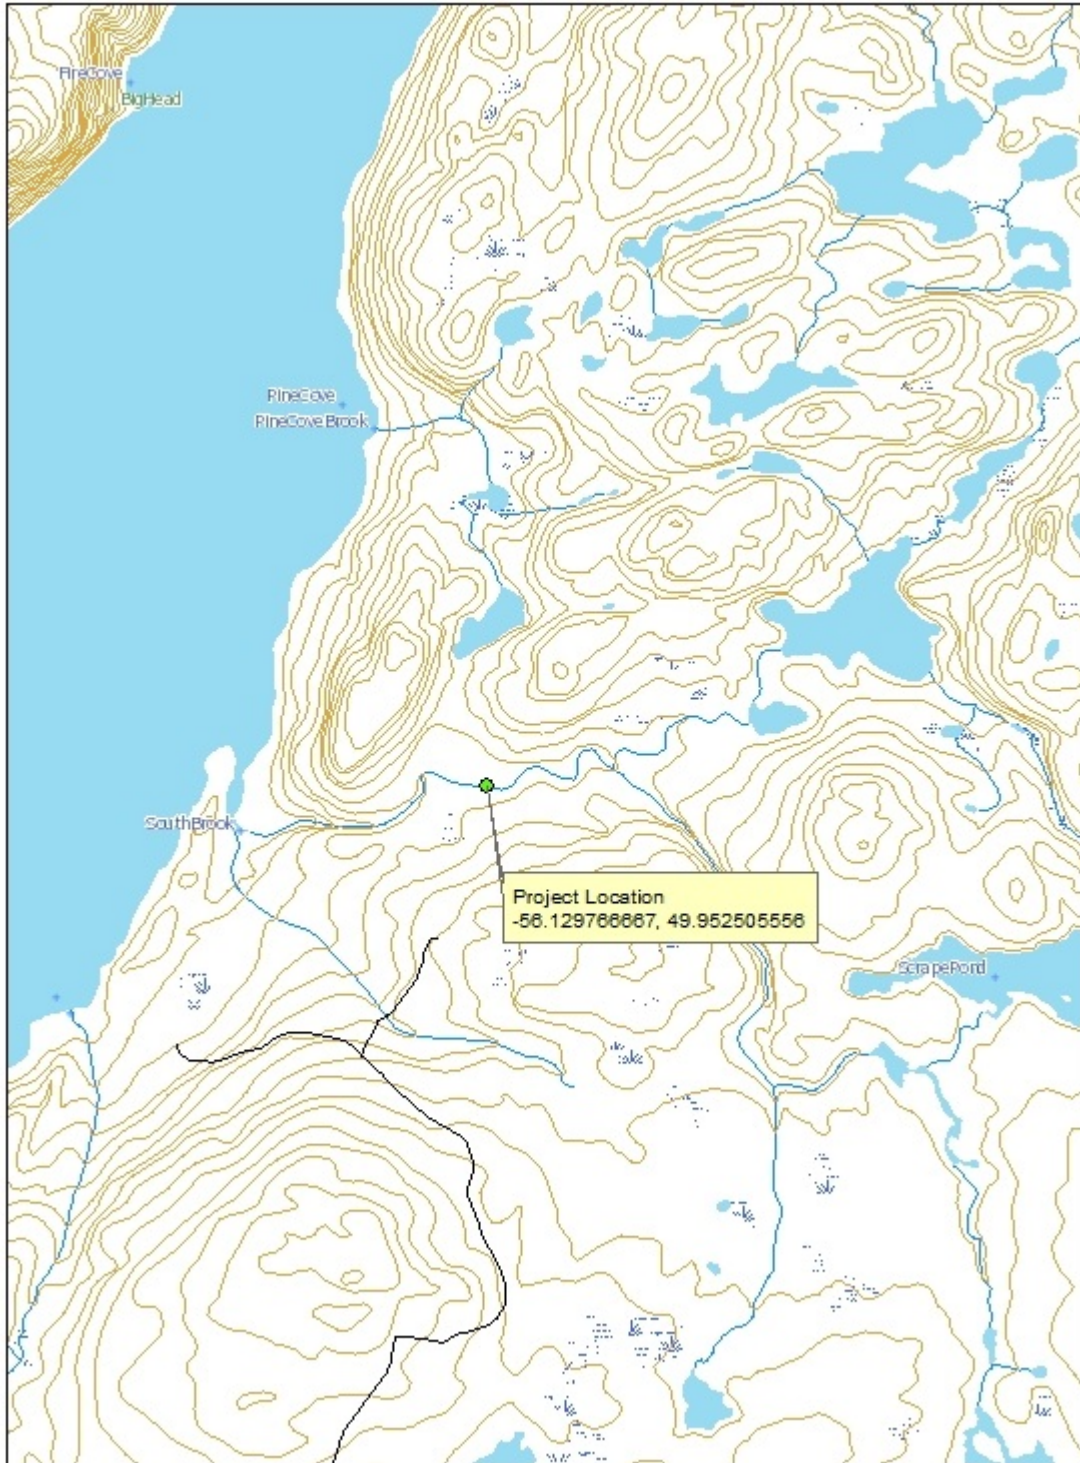 FireCove
BigHead
PineCove
PineCove Brook
SouthBrook
Project Location
-56.129766667, 49.952505556
ScrapePond